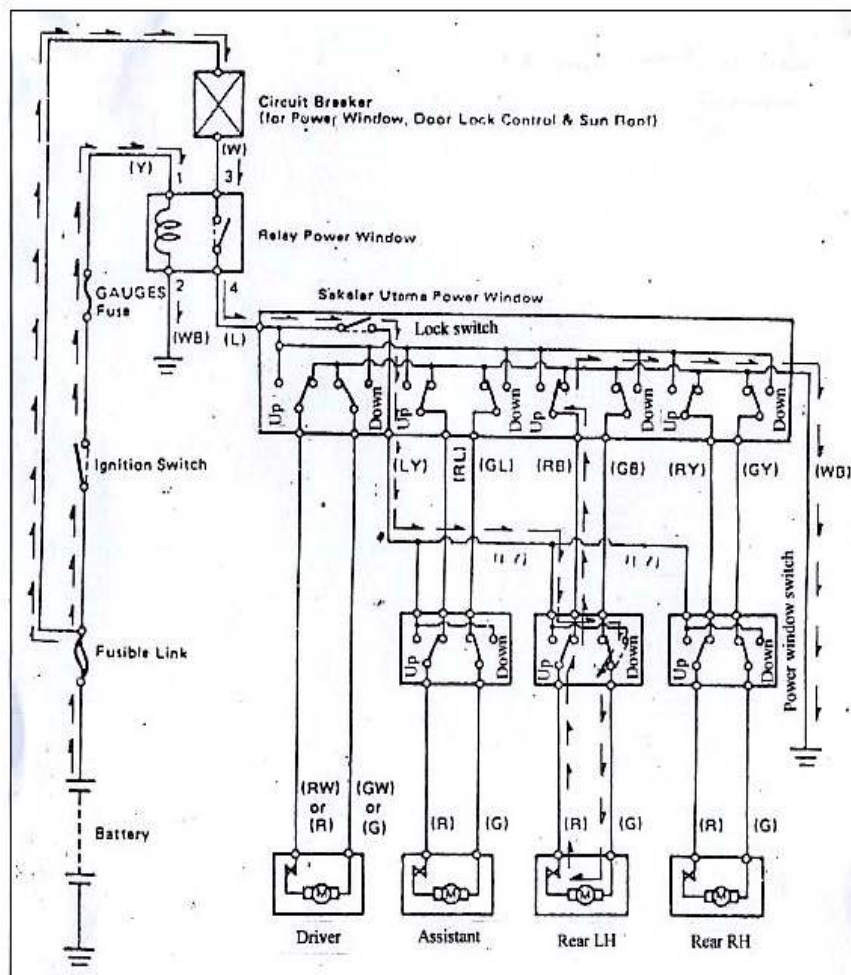 Circuit Breaker
(for Power Window, Door Lock Control & Sun Roof)
(W)
(Y)
1
3
Relay Power Window
2
4
GAUGES
Fuse
(WB)
(L)
Sakelar Utama Power Window
Lock switch
Up
Down
Up
Down
Up
Down
Up
Down
Ignition Switch
(LY)
(RL)
(GL)
(RB)
(GB)
(RY)
(GY)
(WB)
(LY)
(LY)
Fusible Link
Up
Down
Up
Down
Up
Down
Power window switch
Battery
(RW)
or
(R)
(GW)
or
(G)
(R)
(G)
(R)
(G)
(R)
(G)
M
M
M
M
Driver
Assistant
Rear LH
Rear RH